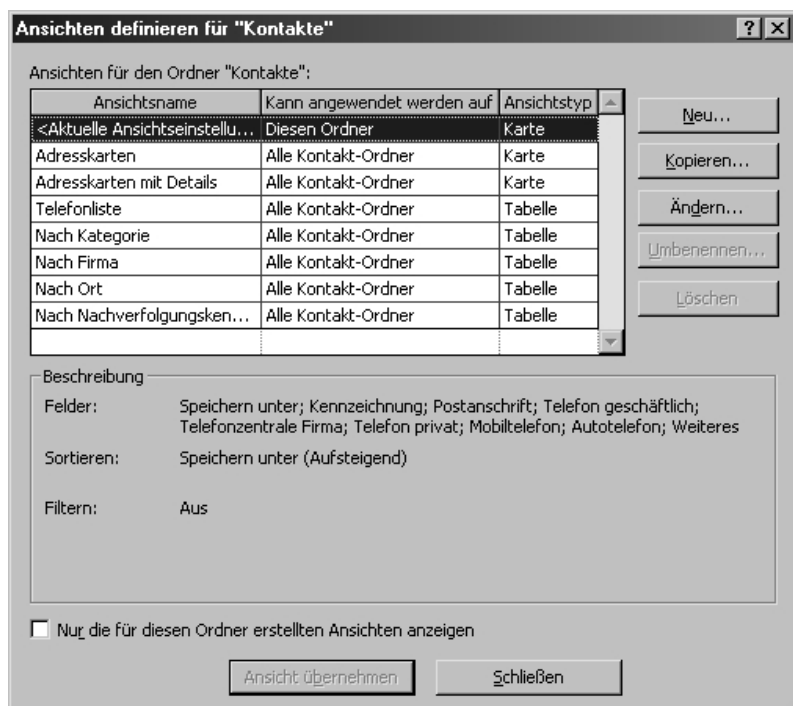 Ansichten definieren für "Kontakte"
Ansichten für den Ordner "Kontakte":
Ansichtsname Kann angewendet werden auf Ansichtstyp
<Aktuelle Ansichtseinstellu... Diesen Ordner Karte
Adresskarten Alle Kontakt-Ordner Karte
Adresskarten mit Details Alle Kontakt-Ordner Karte
Telefonliste Alle Kontakt-Ordner Tabelle
Nach Kategorie Alle Kontakt-Ordner Tabelle
Nach Firma Alle Kontakt-Ordner Tabelle
Nach Ort Alle Kontakt-Ordner Tabelle
Nach Nachverfolgungsken... Alle Kontakt-Ordner Tabelle
Neu...
Kopieren...
Ändern...
Umbenennen...
Löschen
Beschreibung
Felder: Speichern unter; Kennzeichnung; Postanschrift; Telefon geschäftlich;
Telefonzentrale Firma; Telefon privat; Mobiltelefon; Autotelefon; Weiteres
Sortieren: Speichern unter (Aufsteigend)
Filtern: Aus
Nur die für diesen Ordner erstellten Ansichten anzeigen
Ansicht übernehmen Schließen